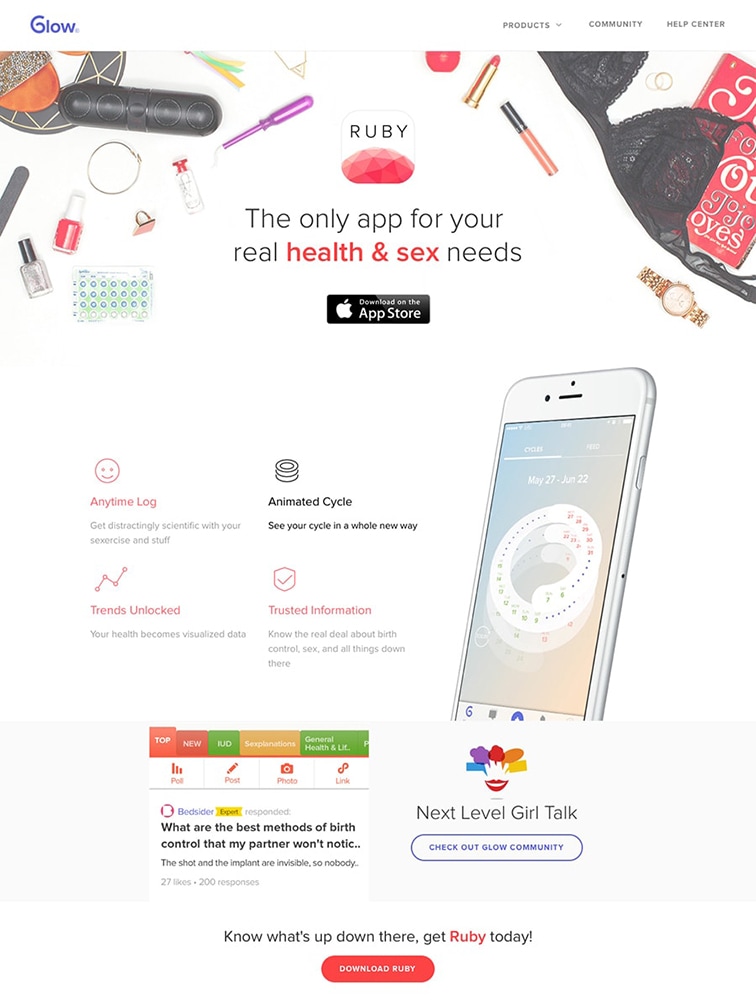 Glow
PRODUCTS
COMMUNITY
HELP CENTER
RUBY
The only app for your
real health & sex needs
Download on the
App Store
Anytime Log
Get distractingly scientific with your
sexercise and stuff
Animated Cycle
See your cycle in a whole new way
Trends Unlocked
Your health becomes visualized data
Trusted Information
Know the real deal about birth
control, sex, and all things down
there
CYCLES
FEED
May 27 - Jun 22
TOP
NEW
IUD
Sexplanations
General
Health & Lif..
P
Poll
Post
Photo
Link
Bedsider Expert responded:
What are the best methods of birth
control that my partner won't notic..
The shot and the implant are invisible, so nobody..
27 likes • 200 responses
Next Level Girl Talk
CHECK OUT GLOW COMMUNITY
Know what's up down there, get Ruby today!
DOWNLOAD RUBY